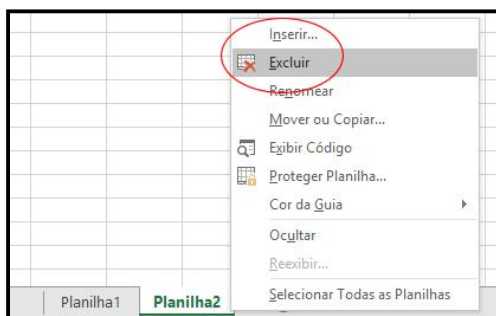 Inserir...
Excluir
Renomear
Mover ou Copiar...
Exibir Código
Proteger Planilha...
Cor da Guia
Ocultar
Reexibir...
Selecionar Todas as Planilhas
Planilha1 Planilha2